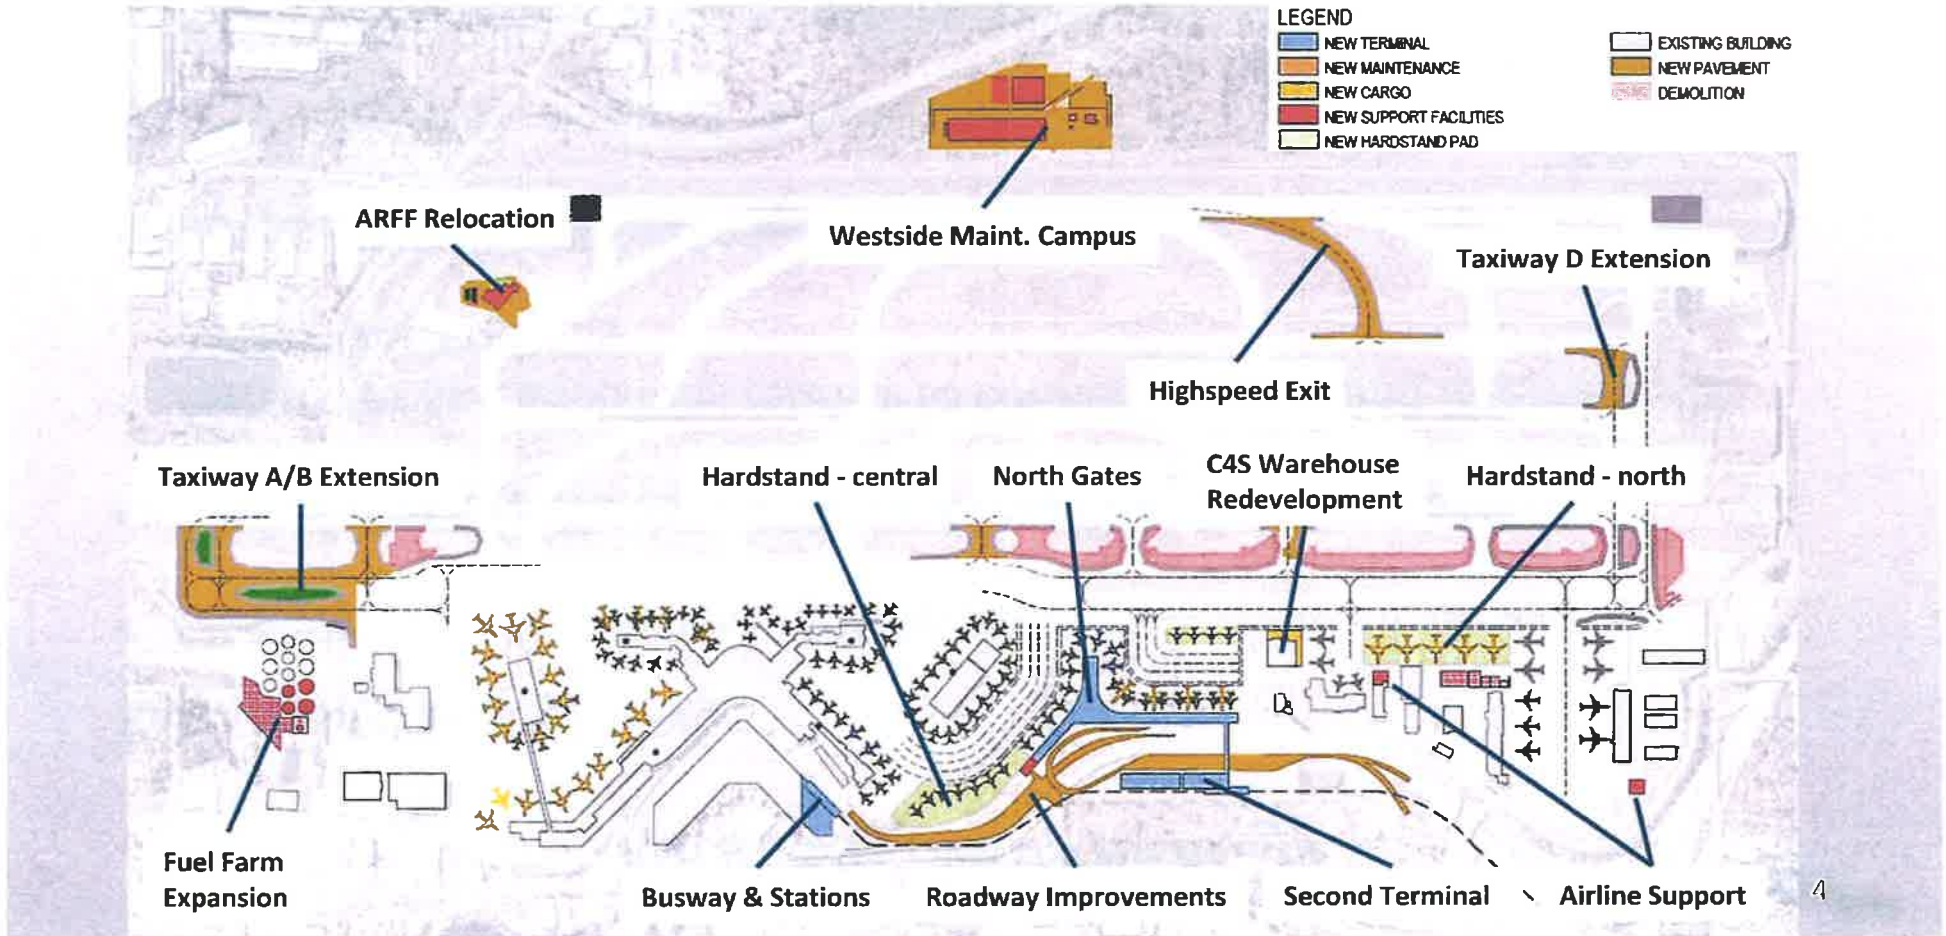 LEGEND
NEW TERMINAL
NEW MAINTENANCE
NEW CARGO
NEW SUPPORT FACILITIES
NEW HARDSTAND PAD
EXISTING BUILDING
NEW PAVEMENT
DEMOLITION
ARFF Relocation
Westside Maint. Campus
Taxiway D Extension
Highspeed Exit
Taxiway A/B Extension
Hardstand - central
North Gates
C4S Warehouse
Redevelopment
Hardstand - north
Fuel Farm
Expansion
Busway & Stations
Roadway Improvements
Second Terminal
Airline Support
4